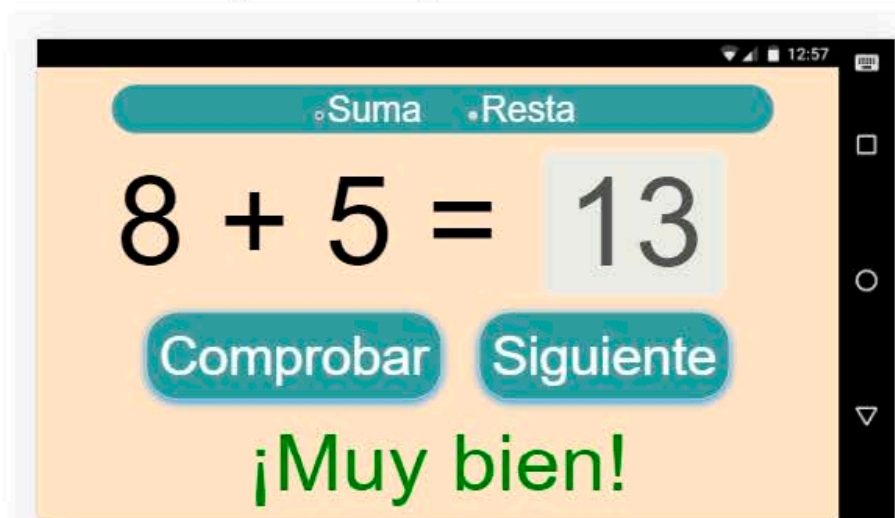 12:57
Suma Resta
8 + 5 = 13
Comprobar Siguiente
¡Muy bien!